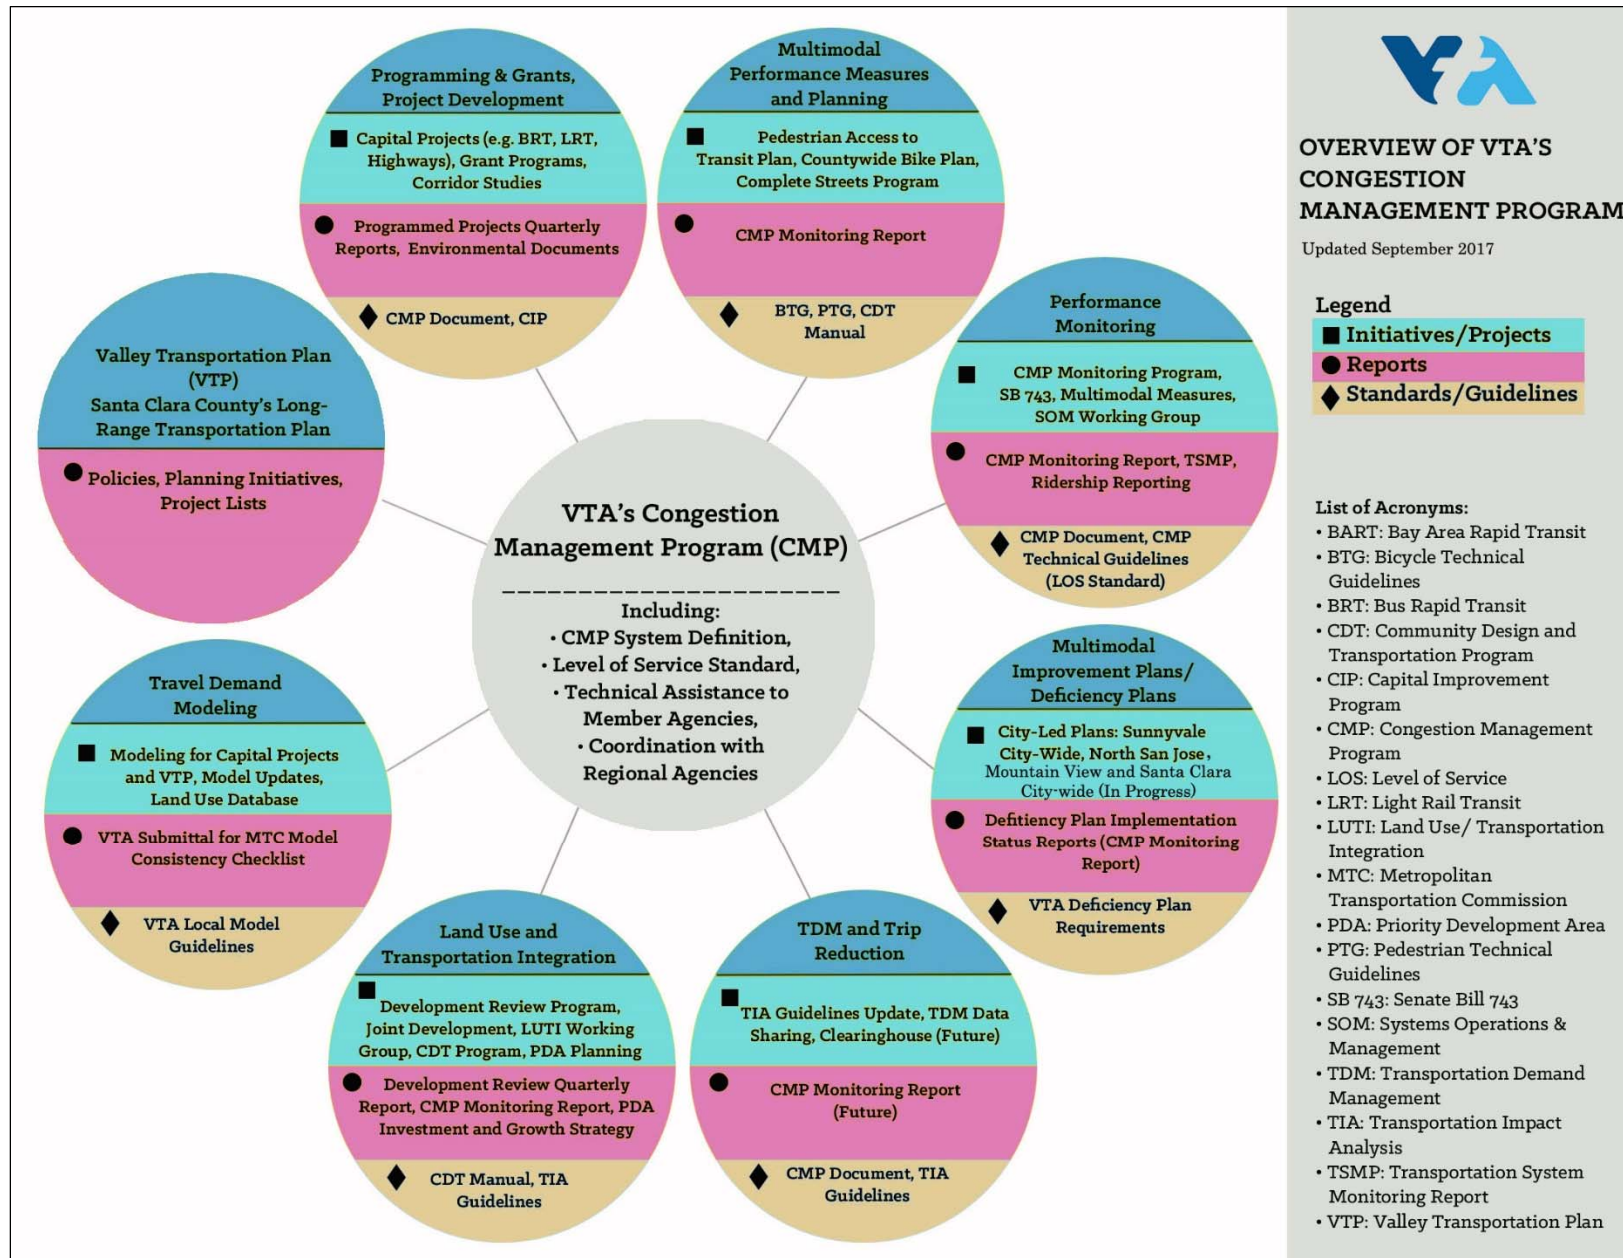 Programming & Grants,
Project Development
■ Capital Projects (e.g. BRT, LRT,
Highways), Grant Programs,
Corridor Studies
● Programmed Projects Quarterly
Reports, Environmental Documents
◆ CMP Document, CIP
Multimodal
Performance Measures
and Planning
■ Pedestrian Access to
Transit Plan, Countywide Bike Plan,
Complete Streets Program
● CMP Monitoring Report
◆ BTG, PTG, CDT
Manual
Performance
Monitoring
■ CMP Monitoring Program,
SB 743, Multimodal Measures,
SOM Working Group
● CMP Monitoring Report, TSMP,
Ridership Reporting
◆ CMP Document, CMP
Technical Guidelines
(LOS Standard)
Multimodal
Improvement Plans/
Deficiency Plans
■ City-Led Plans: Sunnyvale
City-Wide, North San Jose,
Mountain View and Santa Clara
City-wide (In Progress)
● Defitiency Plan Implementation
Status Reports (CMP Monitoring
Report)
◆ VTA Deficiency Plan
Requirements
TDM and Trip
Reduction
■ TIA Guidelines Update, TDM Data
Sharing, Clearinghouse (Future)
● CMP Monitoring Report
(Future)
◆ CMP Document, TIA
Guidelines
Land Use and
Transportation Integration
■ Development Review Program,
Joint Development, LUTI Working
Group, CDT Program, PDA Planning
● Development Review Quarterly
Report, CMP Monitoring Report, PDA
Investment and Growth Strategy
◆ CDT Manual, TIA
Guidelines
Travel Demand
Modeling
■ Modeling for Capital Projects
and VTP, Model Updates,
Land Use Database
● VTA Submittal for MTC Model
Consistency Checklist
◆ VTA Local Model
Guidelines
Valley Transportation Plan
(VTP)
Santa Clara County's Long-
Range Transportation Plan
● Policies, Planning Initiatives,
Project Lists
VTA's Congestion
Management Program (CMP)
Including:
• CMP System Definition,
• Level of Service Standard,
• Technical Assistance to
Member Agencies,
• Coordination with
Regional Agencies
VTA
OVERVIEW OF VTA'S
CONGESTION
MANAGEMENT PROGRAM
Updated September 2017
Legend
■ Initiatives/Projects
● Reports
◆ Standards/Guidelines
List of Acronyms:
• BART: Bay Area Rapid Transit
• BTG: Bicycle Technical
Guidelines
• BRT: Bus Rapid Transit
• CDT: Community Design and
Transportation Program
• CIP: Capital Improvement
Program
• CMP: Congestion Management
Program
• LOS: Level of Service
• LRT: Light Rail Transit
• LUTI: Land Use/ Transportation
Integration
• MTC: Metropolitan
Transportation Commission
• PDA: Priority Development Area
• PTG: Pedestrian Technical
Guidelines
• SB 743: Senate Bill 743
• SOM: Systems Operations &
Management
• TDM: Transportation Demand
Management
• TIA: Transportation Impact
Analysis
• TSMP: Transportation System
Monitoring Report
• VTP: Valley Transportation Plan